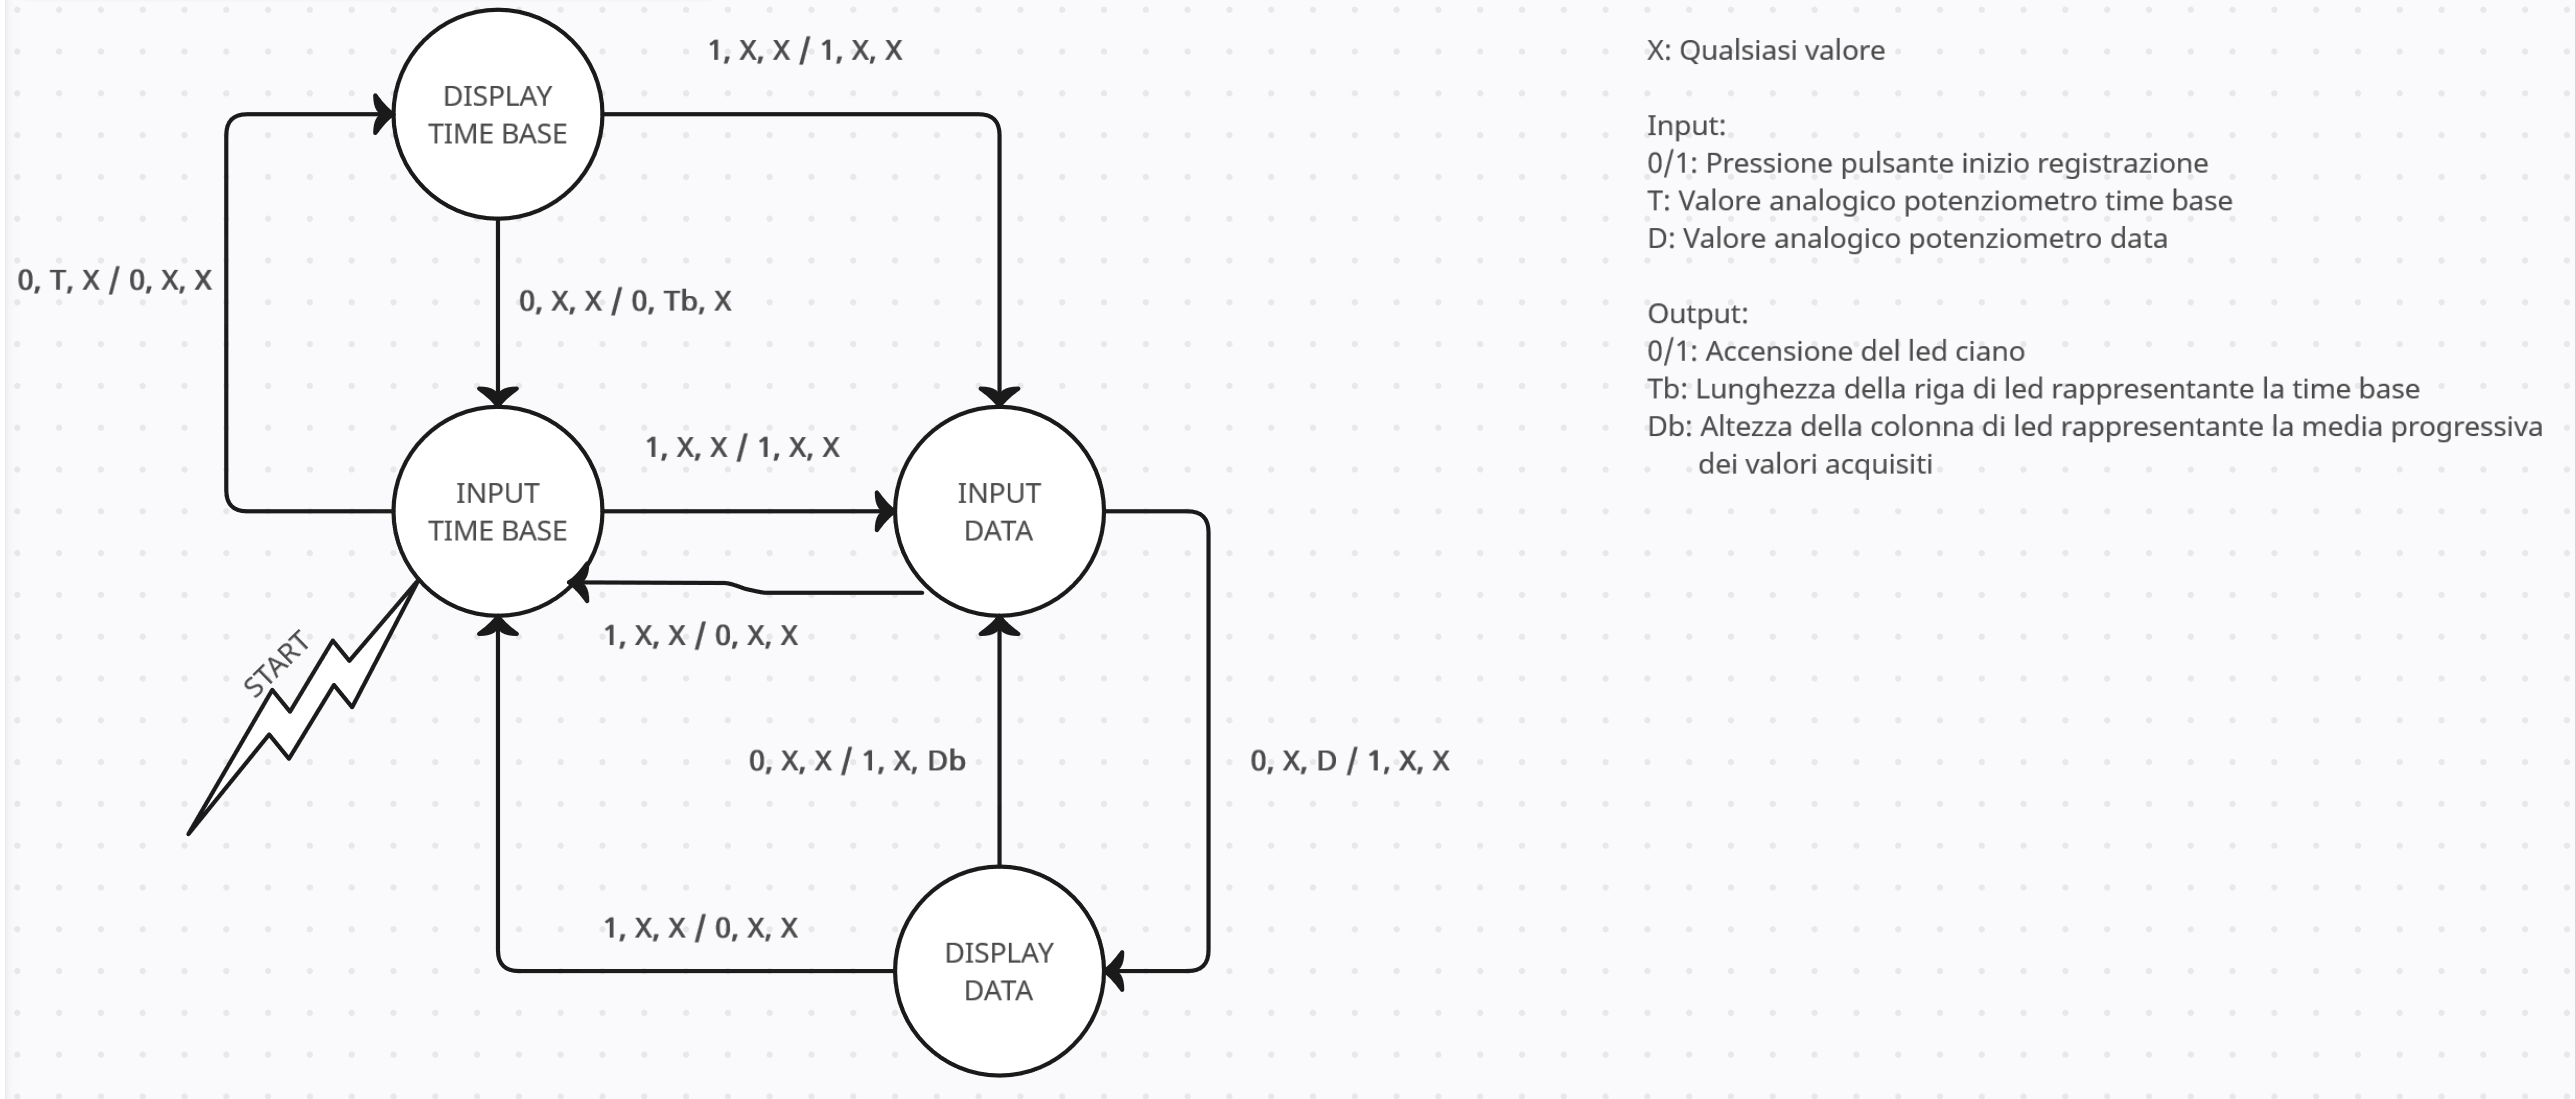 DISPLAY
TIME BASE
1, X, X / 1, X, X
0, T, X / 0, X, X
0, X, X / 0, Tb, X
INPUT
TIME BASE
1, X, X / 1, X, X
INPUT
DATA
1, X, X / 0, X, X
START
0, X, X / 1, X, Db
0, X, D / 1, X, X
1, X, X / 0, X, X
DISPLAY
DATA
X: Qualsiasi valore
Input:
0/1: Pressione pulsante inizio registrazione
T: Valore analogico potenziometro time base
D: Valore analogico potenziometro data
Output:
0/1: Accensione del led ciano
Tb: Lunghezza della riga di led rappresentante la time base
Db: Altezza della colonna di led rappresentante la media progressiva
dei valori acquisiti